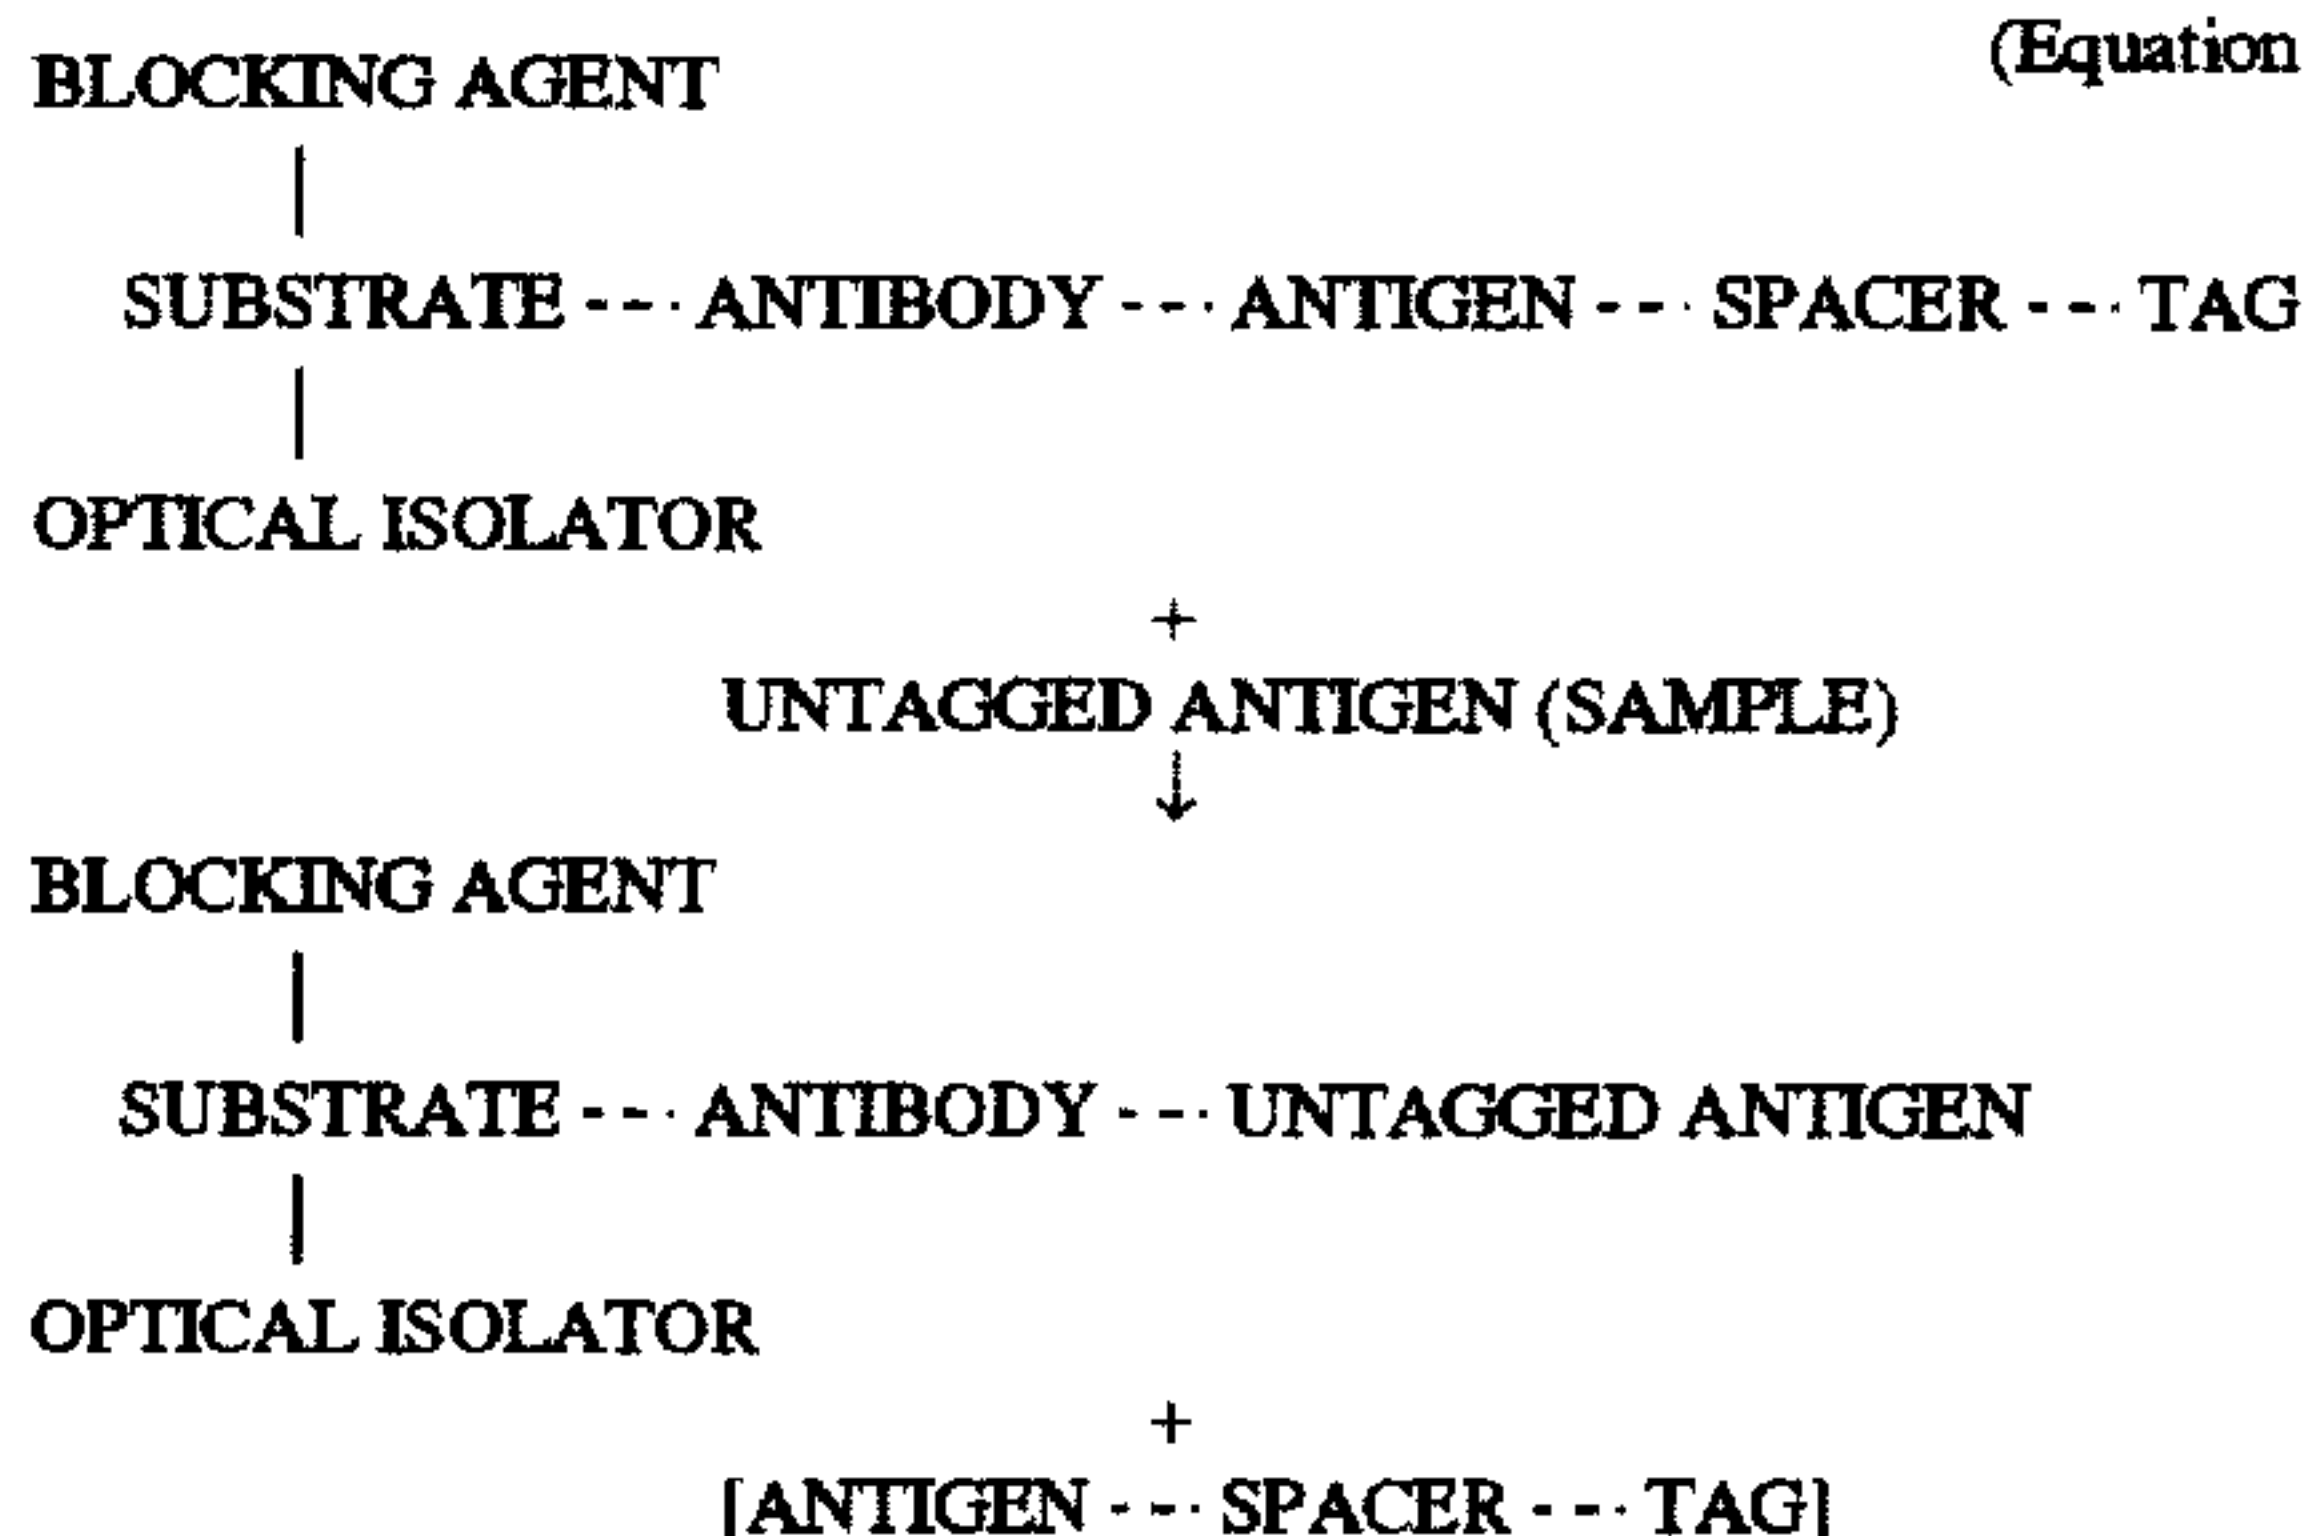 (Equation
BLOCKING AGENT
|
SUBSTRATE --- ANTIBODY --- ANTIGEN --- SPACER --- TAG
|
OPTICAL ISOLATOR
+
UNTAGGED ANTIGEN (SAMPLE)
↓
BLOCKING AGENT
|
SUBSTRATE --- ANTIBODY --- UNTAGGED ANTIGEN
|
OPTICAL ISOLATOR
+
[ANTIGEN --- SPACER --- TAG]